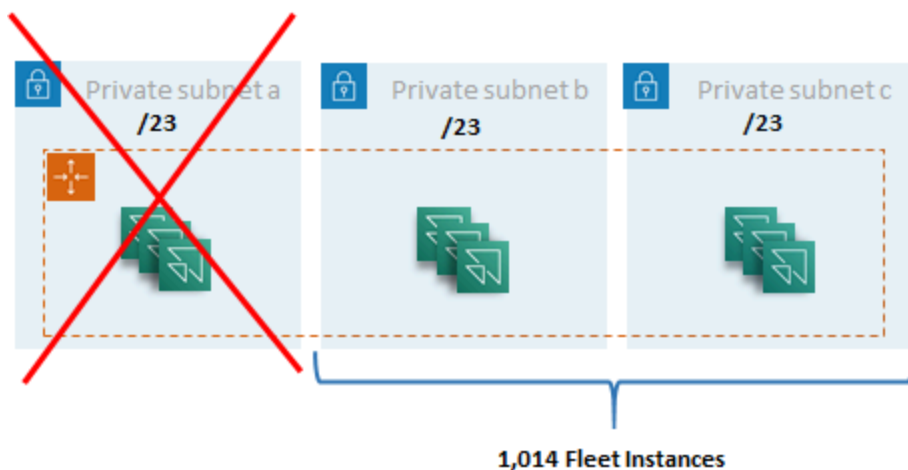 Private subnet a
/23
Private subnet b
/23
Private subnet c
/23
1,014 Fleet Instances